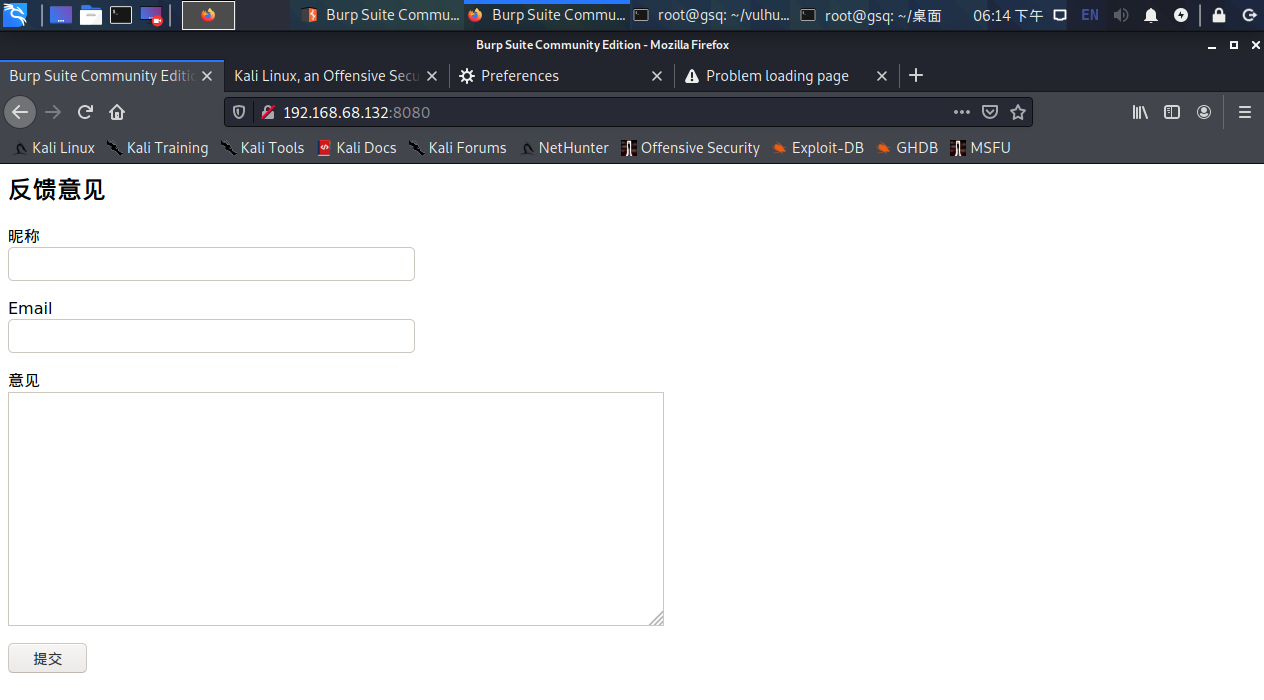 Burp Suite Commu... Burp Suite Commu... root@gsq: ~/vulhu... root@gsq: ~/桌面 06:14 下午 EN
Burp Suite Community Edition - Mozilla Firefox
Burp Suite Community Editi Kali Linux, an Offensive Secu Preferences Problem loading page
192.168.68.132:8080
Kali Linux Kali Training Kali Tools Kali Docs Kali Forums NetHunter Offensive Security Exploit-DB GHDB MSFU
反馈意见
昵称
Email
意见
提交